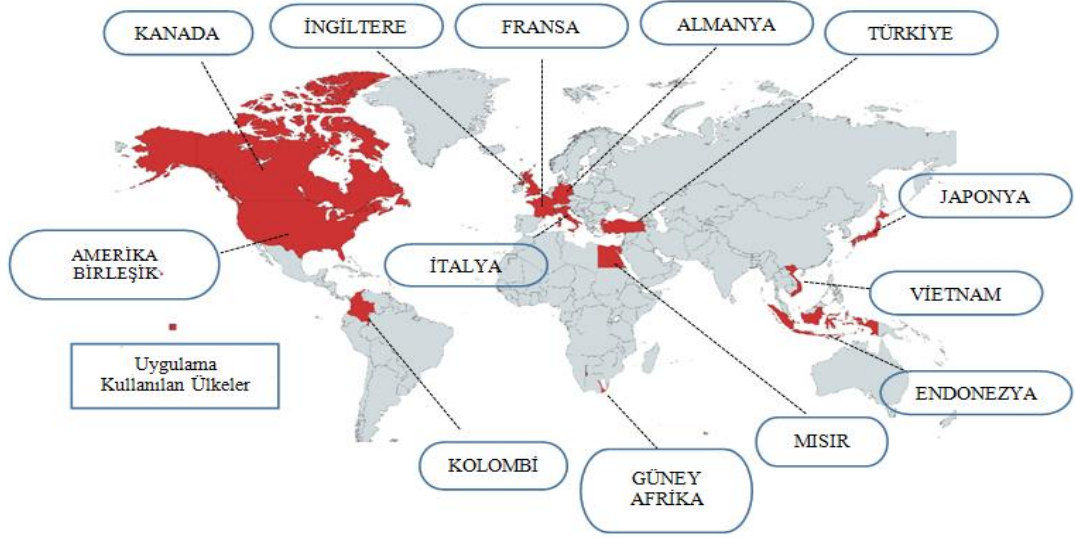 KANADA
İNGİLTERE
FRANSA
ALMANYA
TÜRKİYE
JAPONYA
AMERİKA
BİRLEŞİK
İTALYA
VİETNAM
Uygulama
Kullanılan Ülkeler
ENDONEZYA
MISIR
KOLOMBİ
GÜNEY
AFRİKA